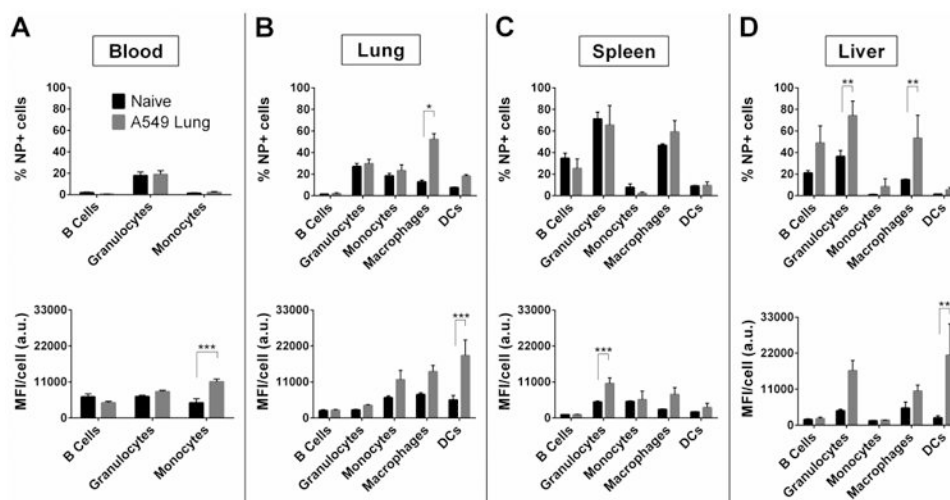 A
Blood
% NP+ cells
100
80
60
40
20
0
Naive
A549 Lung
B Cells
Granulocytes
Monocytes
MFI/cell (a.u.)
33000
22000
11000
0
***
B Cells
Granulocytes
Monocytes
B
Lung
% NP+ cells
100
80
60
40
20
0
*
B Cells
Granulocytes
Monocytes
Macrophages
DCs
MFI/cell (a.u.)
33000
22000
11000
0
***
B Cells
Granulocytes
Monocytes
Macrophages
DCs
C
Spleen
% NP+ cells
100
80
60
40
20
0
B Cells
Granulocytes
Monocytes
Macrophages
DCs
MFI/cell (a.u.)
33000
22000
11000
0
***
B Cells
Granulocytes
Monocytes
Macrophages
DCs
D
Liver
% NP+ cells
100
80
60
40
20
0
**
**
B Cells
Granulocytes
Monocytes
Macrophages
DCs
MFI/cell (a.u.)
33000
22000
11000
0
**
B Cells
Granulocytes
Monocytes
Macrophages
DCs